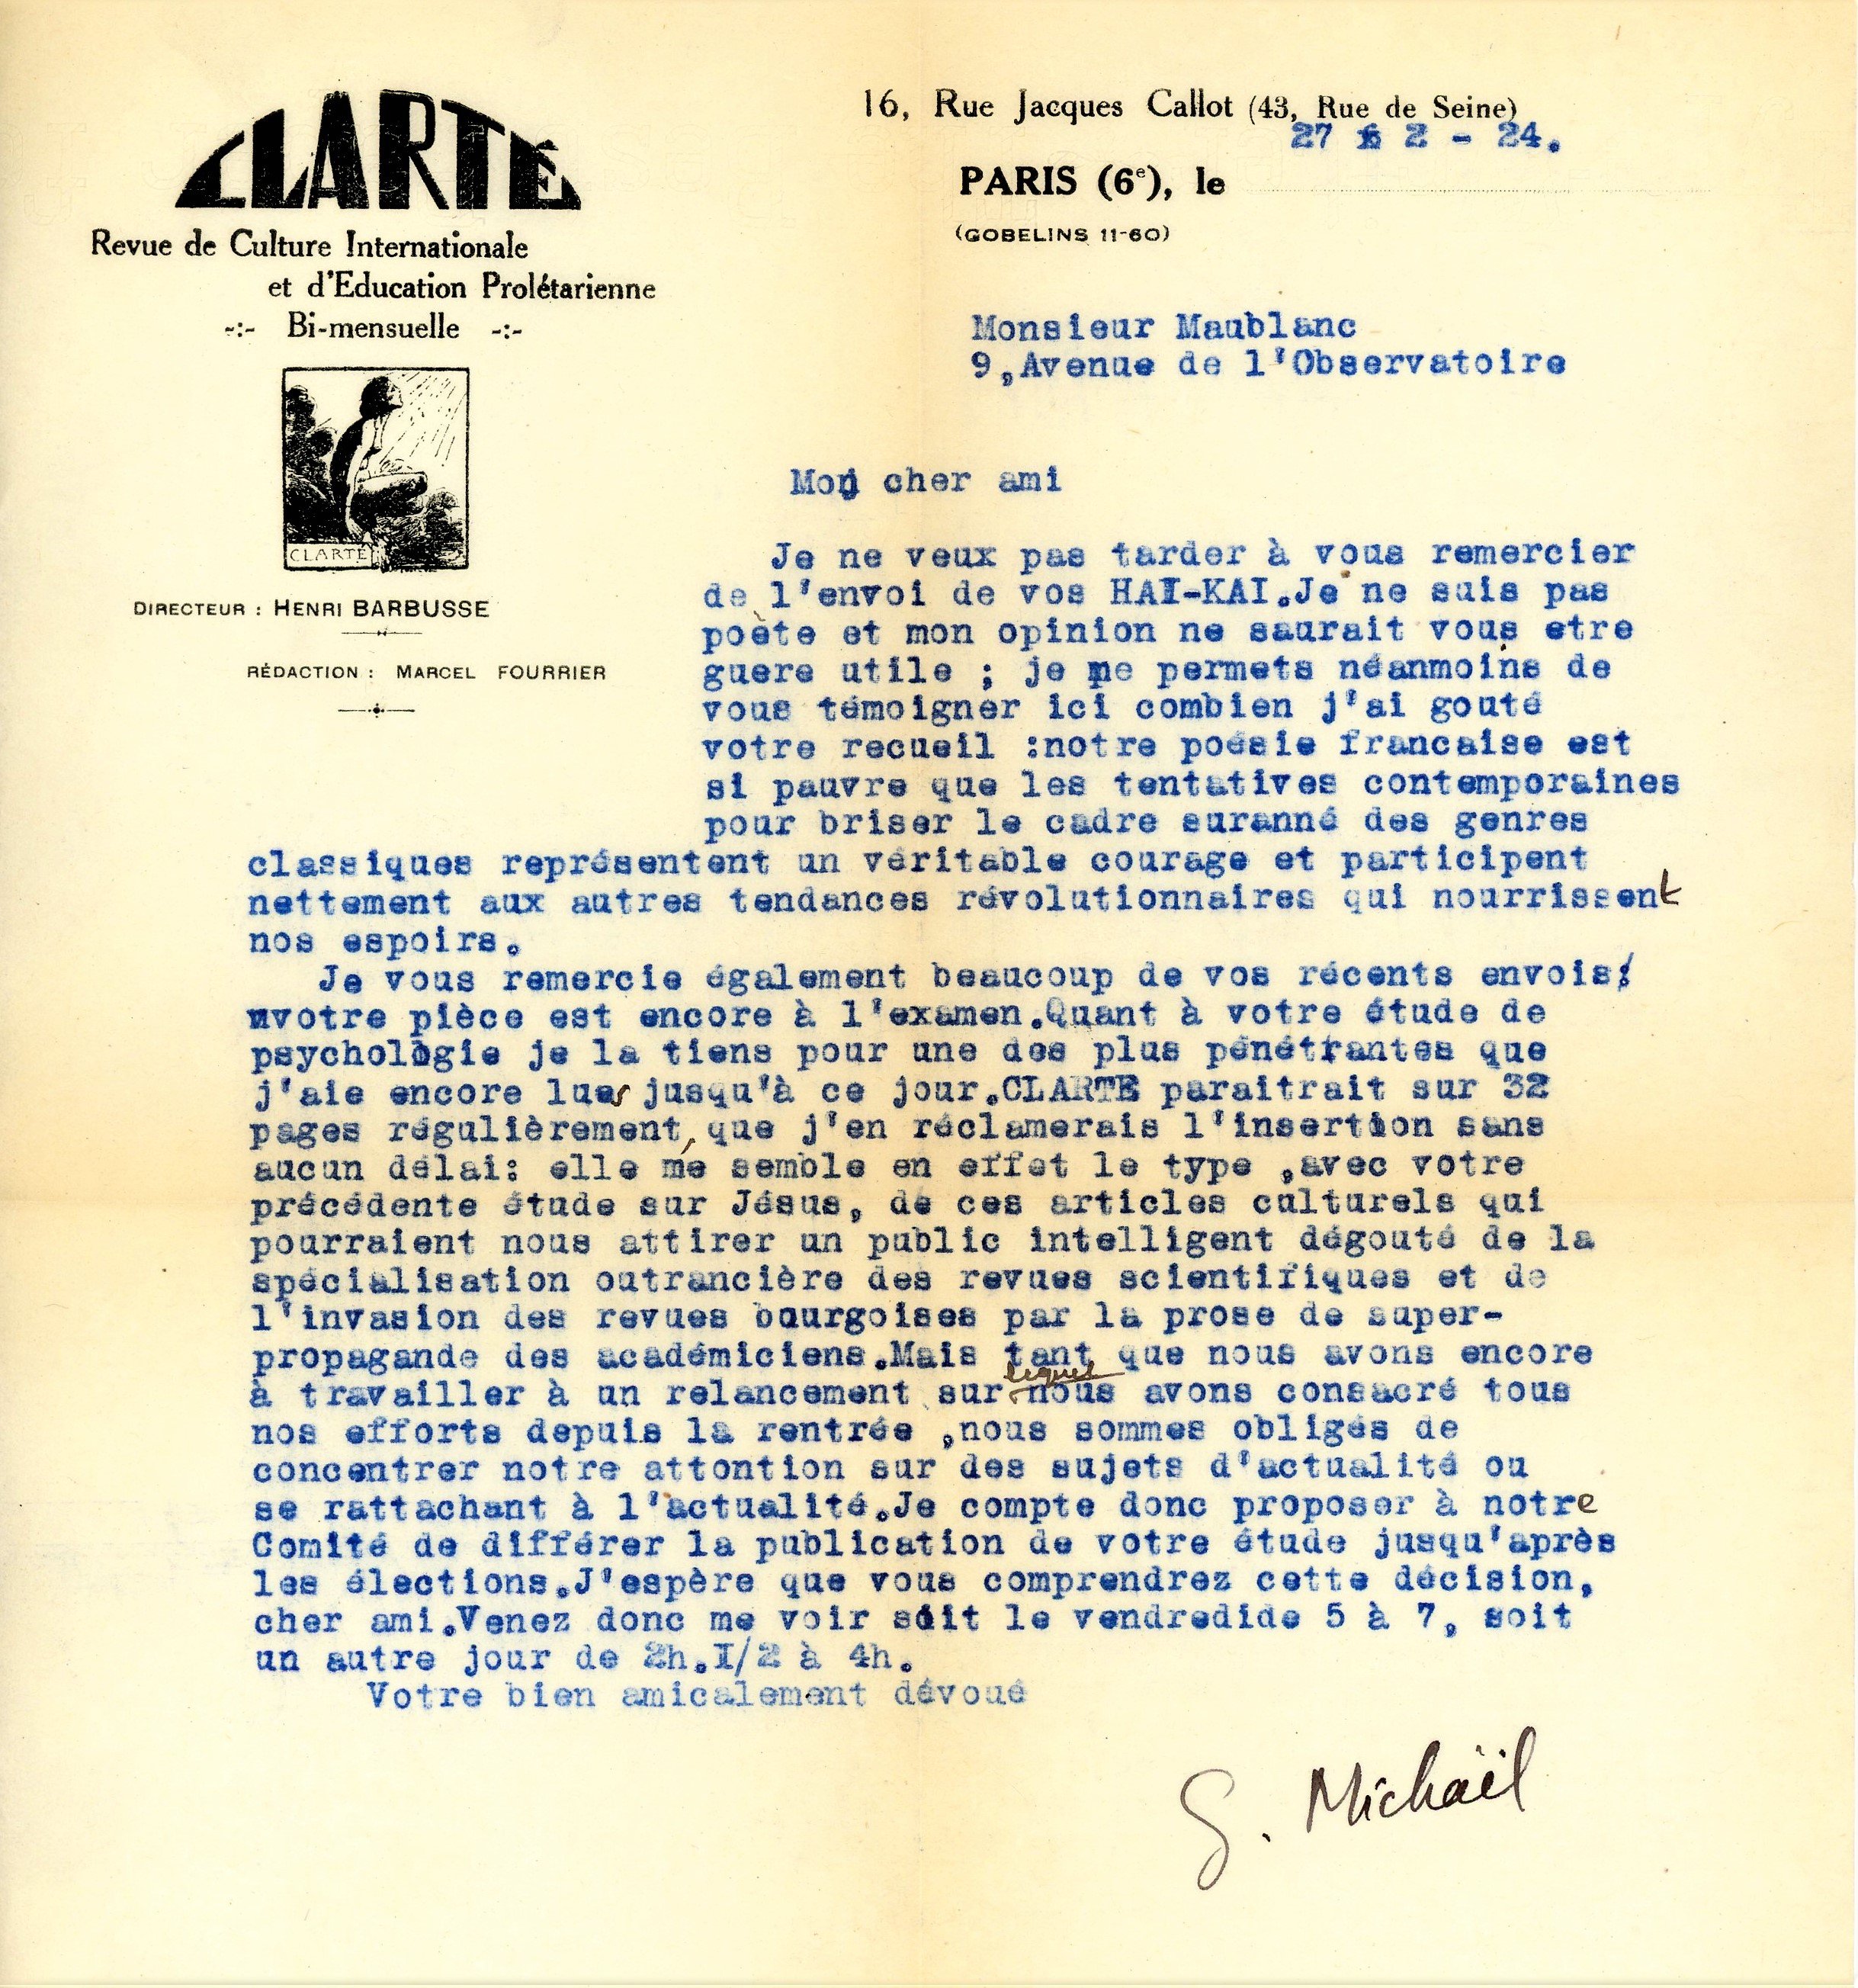 CLARTÉ
Revue de Culture Internationale
et d'Education Prolétarienne
-:- Bi-mensuelle -:-
CLARTÉ
DIRECTEUR : HENRI BARBUSSE
RÉDACTION : MARCEL FOURRIER
16, Rue Jacques Callot (43, Rue de Seine)
27 2 - 24.
PARIS (6e), le
(GOBELINS 11-60)
Monsieur Maublanc
9,Avenue de l'Observatoire
Mon cher ami
Je ne veux pas tarder à vous remercier
de l'envoi de vos HAI-KAI.Je ne suis pas
poète et mon opinion ne saurait vous etre
guere utile ; je me permets néanmoins de
vous témoigner ici combien j'ai gouté
votre recueil :notre poésie francaise est
si pauvre que les tentatives contemporaines
pour briser le cadre suranné des genres
classiques représentent un véritable courage et participent
nettement aux autres tendances révolutionnaires qui nourrissent
nos espoirs.
Je vous remercie également beaucoup de vos récents envois;
votre pièce est encore à l'examen.Quant à votre étude de
psychologie je la tiens pour une des plus pénétrantes que
j'aie encore lues jusqu'à ce jour.CLARTE paraitrait sur 32
pages régulièrement, que j'en réclamerais l'insertion sans
aucun délai: elle me semble en effet le type ,avec votre
précédente étude sur Jésus, de ces articles culturels qui
pourraient nous attirer un public intelligent dégouté de la
spécialisation outrancière des revues scientifiques et de
l'invasion des revues bourgoises par la prose de super-
propagande des académiciens.Mais tant que nous avons encore
à travailler à un relancement sur lequel nous avons consacré tous
nos efforts depuis la rentrée ,nous sommes obligés de
concentrer notre attontion sur des sujets d'actualité ou
se rattachant à l'actualité.Je compte donc proposer à notre
Comité de différer la publication de votre étude jusqu'après
les élections.J'espère que vous comprendrez cette décision,
cher ami.Venez donc me voir soit le vendredide 5 à 7, soit
un autre jour de 2h.I/2 à 4h.
Votre bien amicalement dévoué
G. Michaël